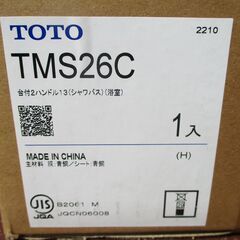 TOTO
2210
TMS26C
台付2ハンドル13(シャワバス)(浴室)
1入
(H)
MADE IN CHINA
主材料 弁:青銅/シート:青銅
JIS
JQA
B2061 M
JQCN06008